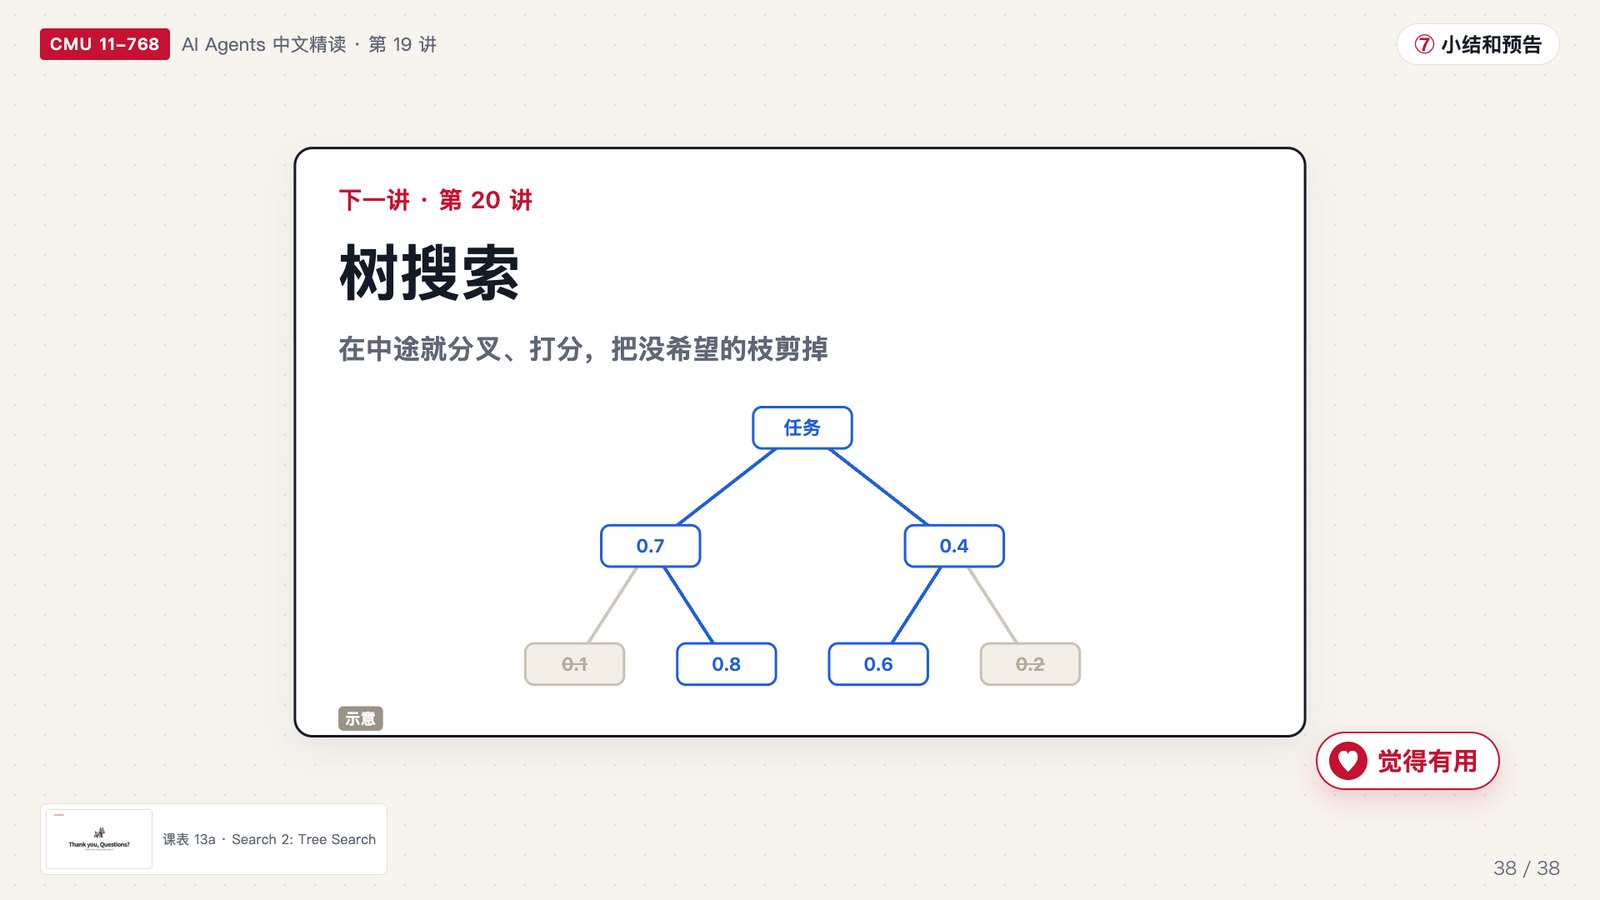 CMU 11-768 AI Agents 中文精读 · 第 19 讲
⑦ 小结和预告
下一讲 · 第 20 讲
树搜索
在中途就分叉、打分，把没希望的枝剪掉
任务
0.7
0.4
0.1
0.8
0.6
0.2
示意
觉得有用
Thank you, Questions?
课表 13a · Search 2: Tree Search
38 / 38